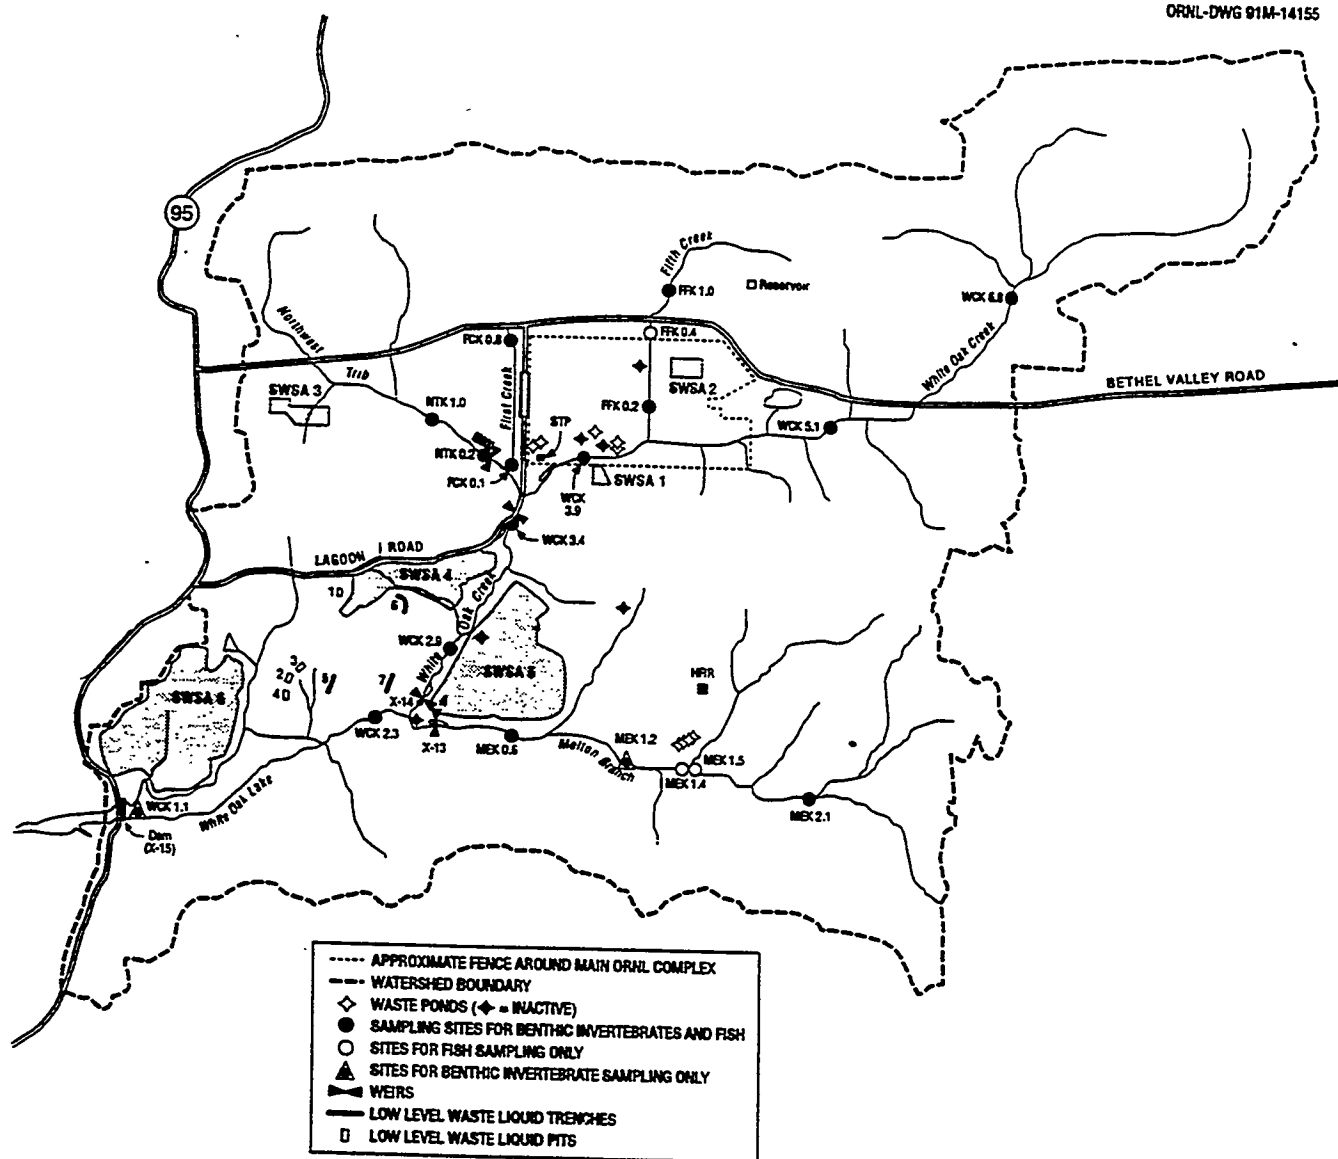 ORNL-DWG 91M-14155
95
Fifth Creek
FFK 1.0
Reservoir
WCK 6.8
Northwest
Trib
FCK 0.8
FFK 0.4
White Oak Creek
BETHEL VALLEY ROAD
SWSA 3
SWSA 2
First Creek
NTK 1.0
FFK 0.2
STP
WCK 5.1
NTK 0.2
FCK 0.1
SWSA 1
WCK
3.9
WCK 3.4
LAGOON ROAD
SWSA 4
1
6
White Oak Creek
WCK 2.9
SWSA 5
HRR
3
2
4
5
7
SWSA 6
X-14
WCK 2.3
X-13
MEK 0.6
Melton Branch
MEK 1.2
MEK 1.5
MEK 1.4
MEK 2.1
WCK 1.1
White Oak Lake
Dam
(X-15)
APPROXIMATE FENCE AROUND MAIN ORNL COMPLEX
WATERSHED BOUNDARY
WASTE PONDS ( = INACTIVE)
SAMPLING SITES FOR BENTHIC INVERTEBRATES AND FISH
SITES FOR FISH SAMPLING ONLY
SITES FOR BENTHIC INVERTEBRATE SAMPLING ONLY
WEIRS
LOW LEVEL WASTE LIQUID TRENCHES
LOW LEVEL WASTE LIQUID PITS